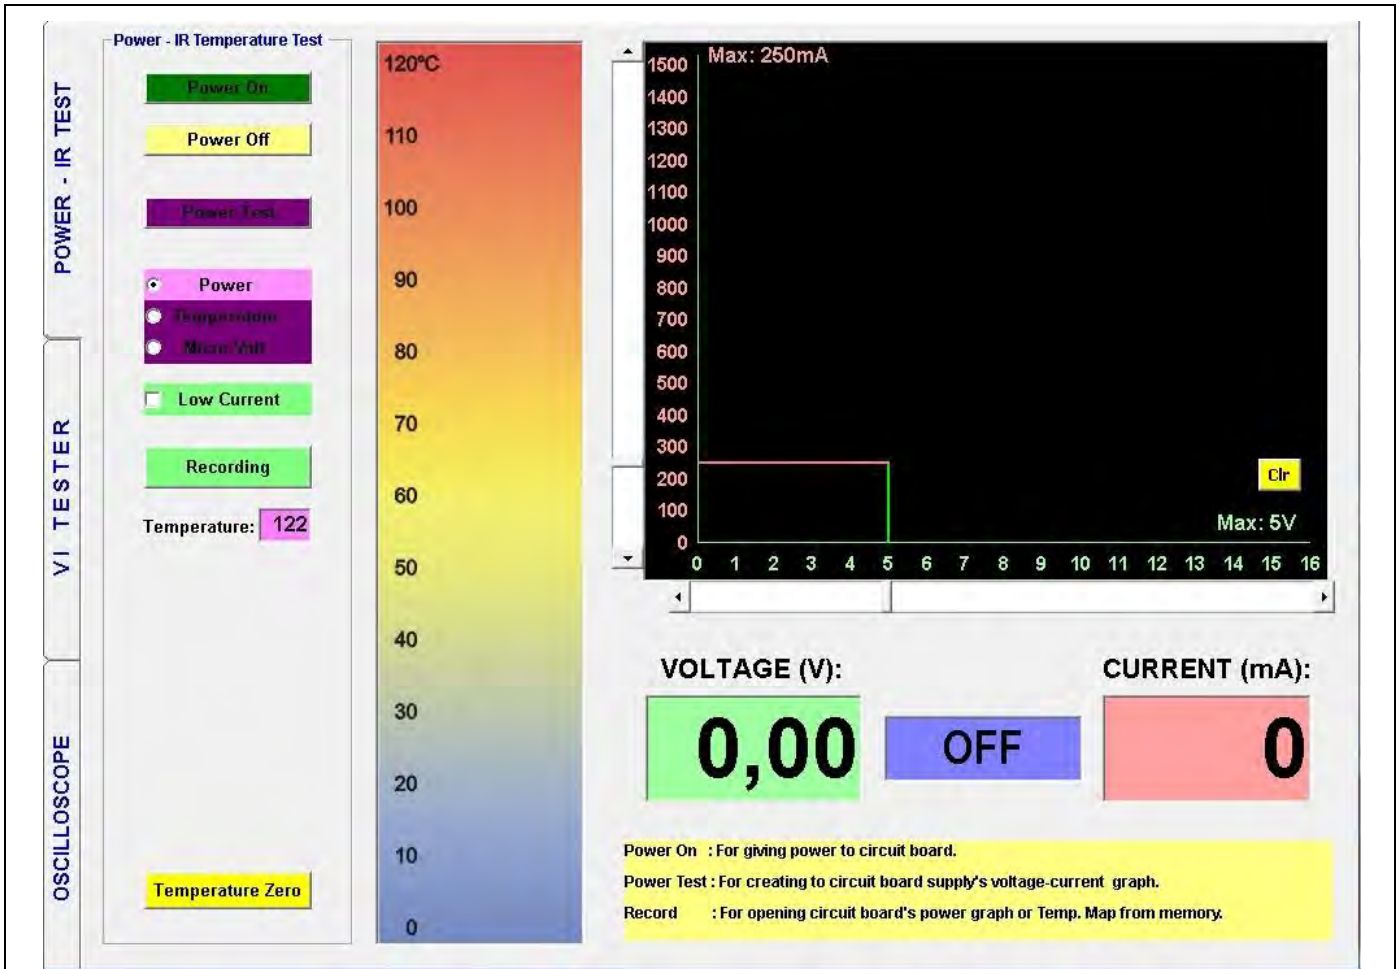 POWER - IR TEST
VI TESTER
OSCILLOSCOPE
Power - IR Temperature Test
Power On
Power Off
Power Test
Power
Temperature
Micro Volt
Low Current
Recording
Temperature: 122
Temperature Zero
120°C
110
100
90
80
70
60
50
40
30
20
10
0
Max: 250mA
1500
1400
1300
1200
1100
1000
900
800
700
600
500
400
300
200
100
0
Clr
Max: 5V
0 1 2 3 4 5 6 7 8 9 10 11 12 13 14 15 16
VOLTAGE (V):
0,00
OFF
CURRENT (mA):
0
Power On : For giving power to circuit board.
Power Test : For creating to circuit board supply's voltage-current graph.
Record : For opening circuit board's power graph or Temp. Map from memory.